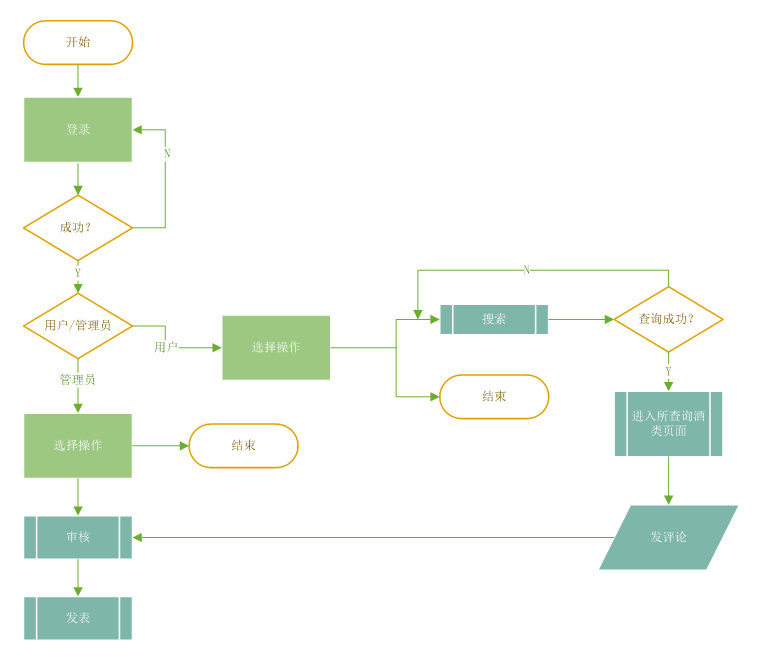 开始
登录
N
成功?
Y
用户/管理员
用户
选择操作
N
搜索
查询成功?
Y
结束
进入所查询酒
类页面
管理员
选择操作
结束
审核
发评论
发表